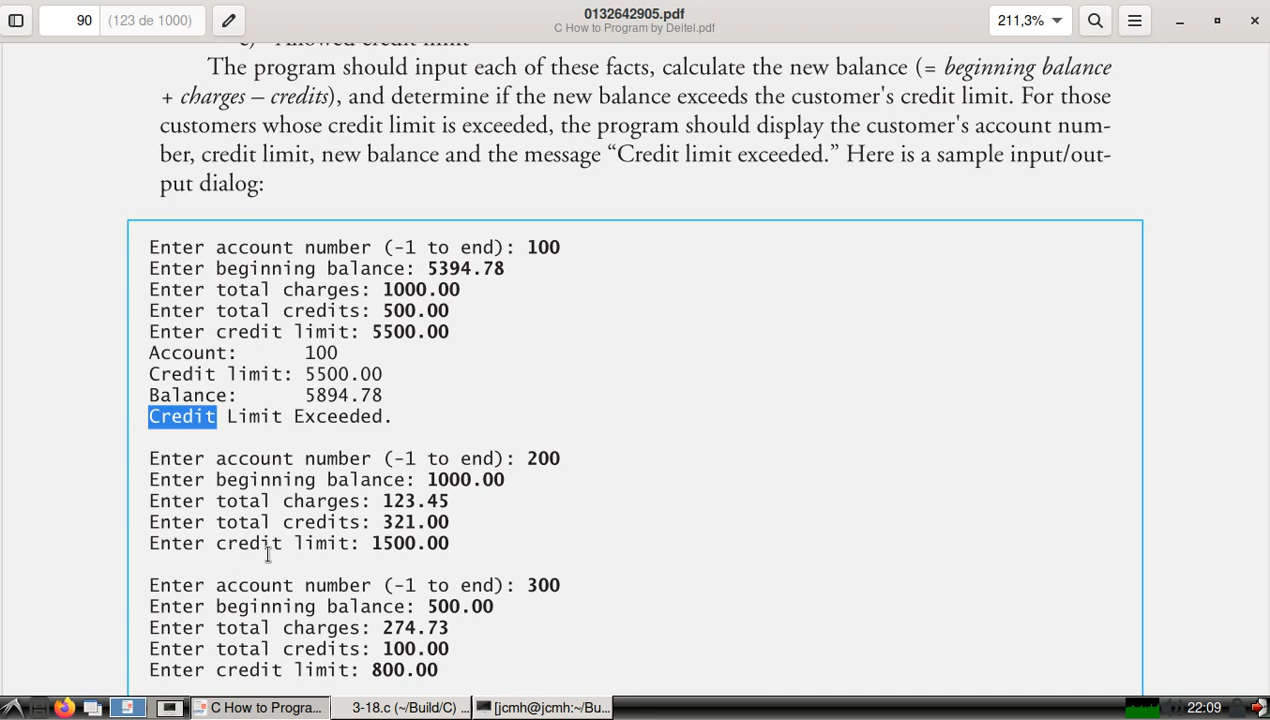 0132642905.pdf
C How to Program by Deitel.pdf
90 (123 de 1000)
211,3%
c) Allowed credit limit
The program should input each of these facts, calculate the new balance (= beginning balance
+ charges – credits), and determine if the new balance exceeds the customer's credit limit. For those
customers whose credit limit is exceeded, the program should display the customer's account num-
ber, credit limit, new balance and the message “Credit limit exceeded.” Here is a sample input/out-
put dialog:
Enter account number (-1 to end): 100
Enter beginning balance: 5394.78
Enter total charges: 1000.00
Enter total credits: 500.00
Enter credit limit: 5500.00
Account: 100
Credit limit: 5500.00
Balance: 5894.78
Credit Limit Exceeded.
Enter account number (-1 to end): 200
Enter beginning balance: 1000.00
Enter total charges: 123.45
Enter total credits: 321.00
Enter credit limit: 1500.00
Enter account number (-1 to end): 300
Enter beginning balance: 500.00
Enter total charges: 274.73
Enter total credits: 100.00
Enter credit limit: 800.00
C How to Progra... 3-18.c (~/Build/C) ... [jcmh@jcmh:~/Bu... 22:09